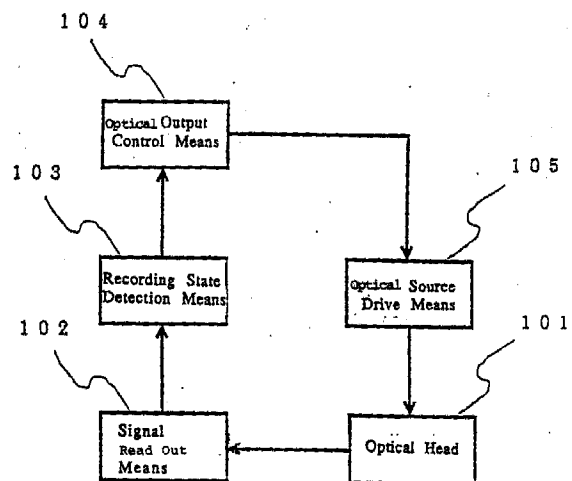 104
Optical Output
Control Means
103
105
Recording State
Detection Means
Optical Source
Drive Means
102
101
Signal
Read Out
Means
Optical Head